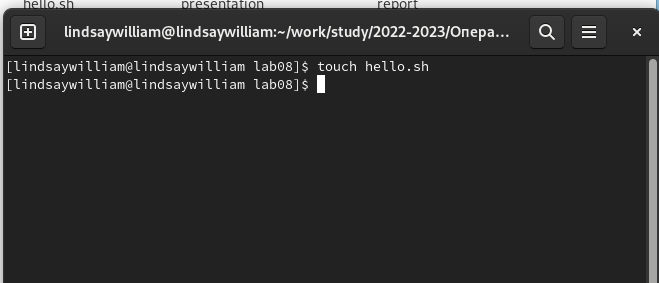 hello.sh presentation report
lindsaywilliam@lindsaywilliam:~/work/study/2022-2023/Опера...
[lindsaywilliam@lindsaywilliam lab08]$ touch hello.sh
[lindsaywilliam@lindsaywilliam lab08]$